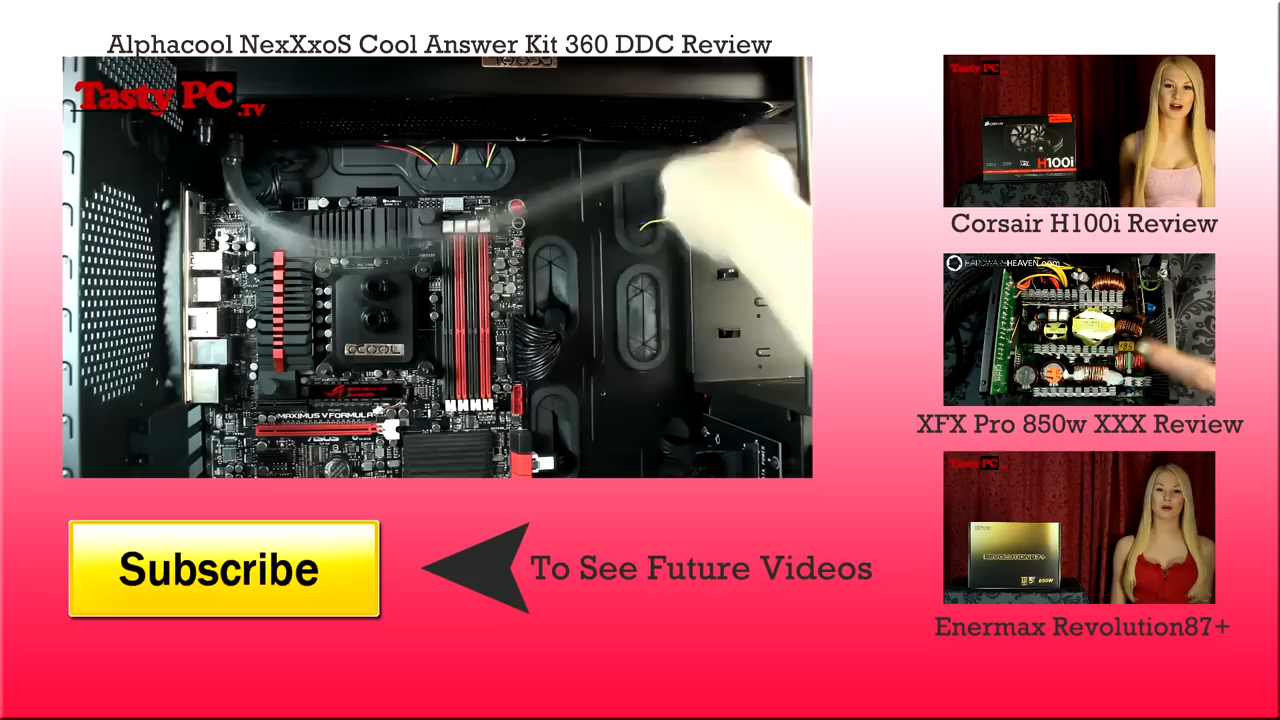 Alphacool NexXxoS Cool Answer Kit 360 DDC Review
Tasty PC.TV
MAXIMUS V FORMULA
Subscribe
To See Future Videos
Tasty PC
H100i
Corsair H100i Review
HARDWAREHEAVEN.com
XFX Pro 850w XXX Review
Tasty PC
REVOLUTION87+
850W
Enermax Revolution87+